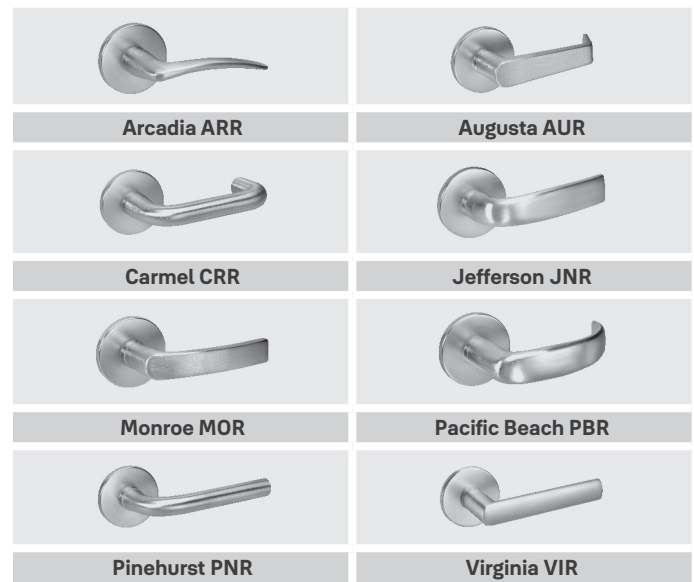 Arcadia ARR
Augusta AUR
Carmel CRR
Jefferson JNR
Monroe MOR
Pacific Beach PBR
Pinehurst PNR
Virginia VIR